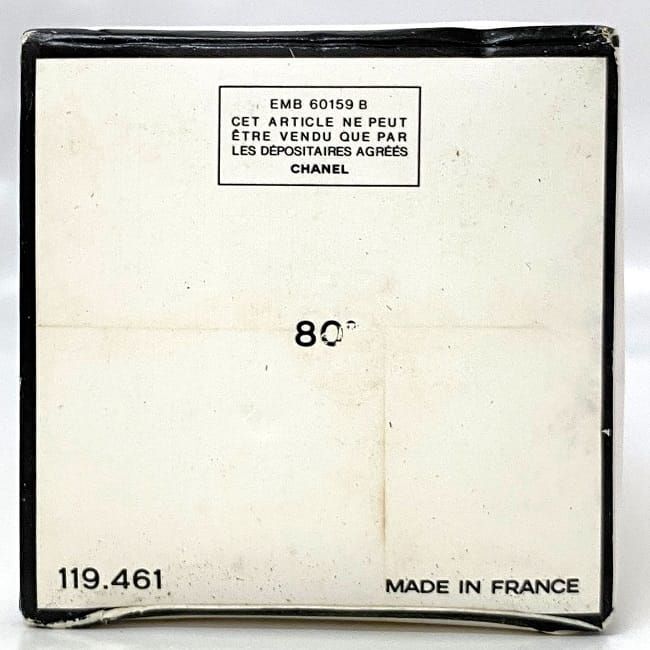 EMB 60159 B
CET ARTICLE NE PEUT
ÊTRE VENDU QUE PAR
LES DÉPOSITAIRES AGRÉÉS
CHANEL
80°
119.461
MADE IN FRANCE